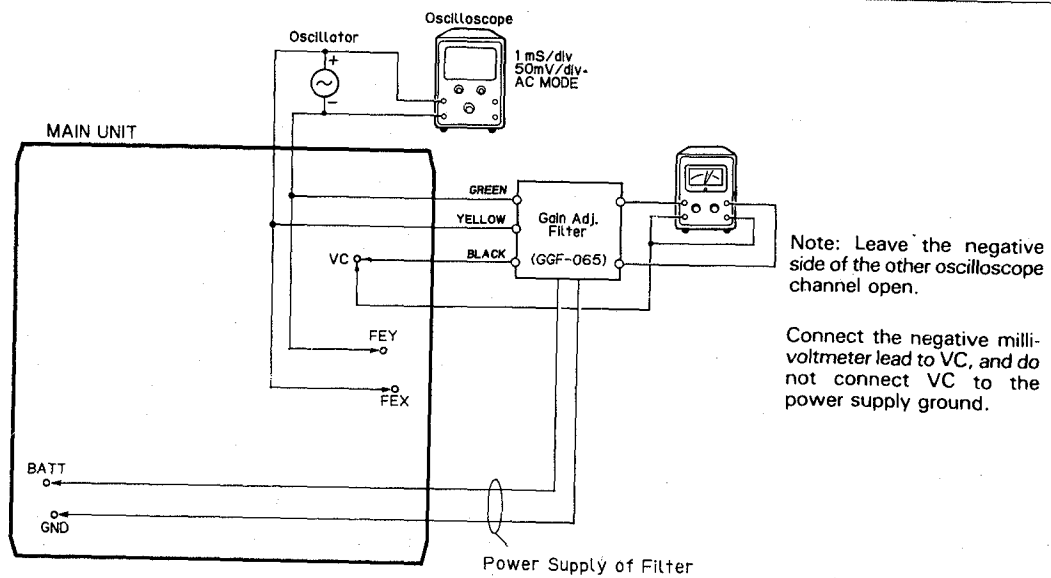 Oscilloscope
Oscillator
1 mS/div
50mV/div-
AC MODE
+
−
MAIN UNIT
GREEN
YELLOW
BLACK
Gain Adj.
Filter
(GGF-065)
VC
FEY
FEX
BATT
GND
Power Supply of Filter
Note: Leave the negative
side of the other oscilloscope
channel open.
Connect the negative milli-
voltmeter lead to VC, and do
not connect VC to the
power supply ground.